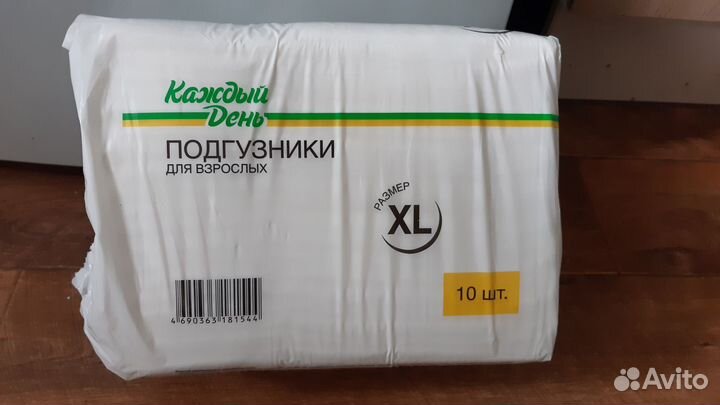 Каждый
День
ПОДГУЗНИКИ
ДЛЯ ВЗРОСЛЫХ
РАЗМЕР
XL
10 шт.
4 690363 181544
Avito